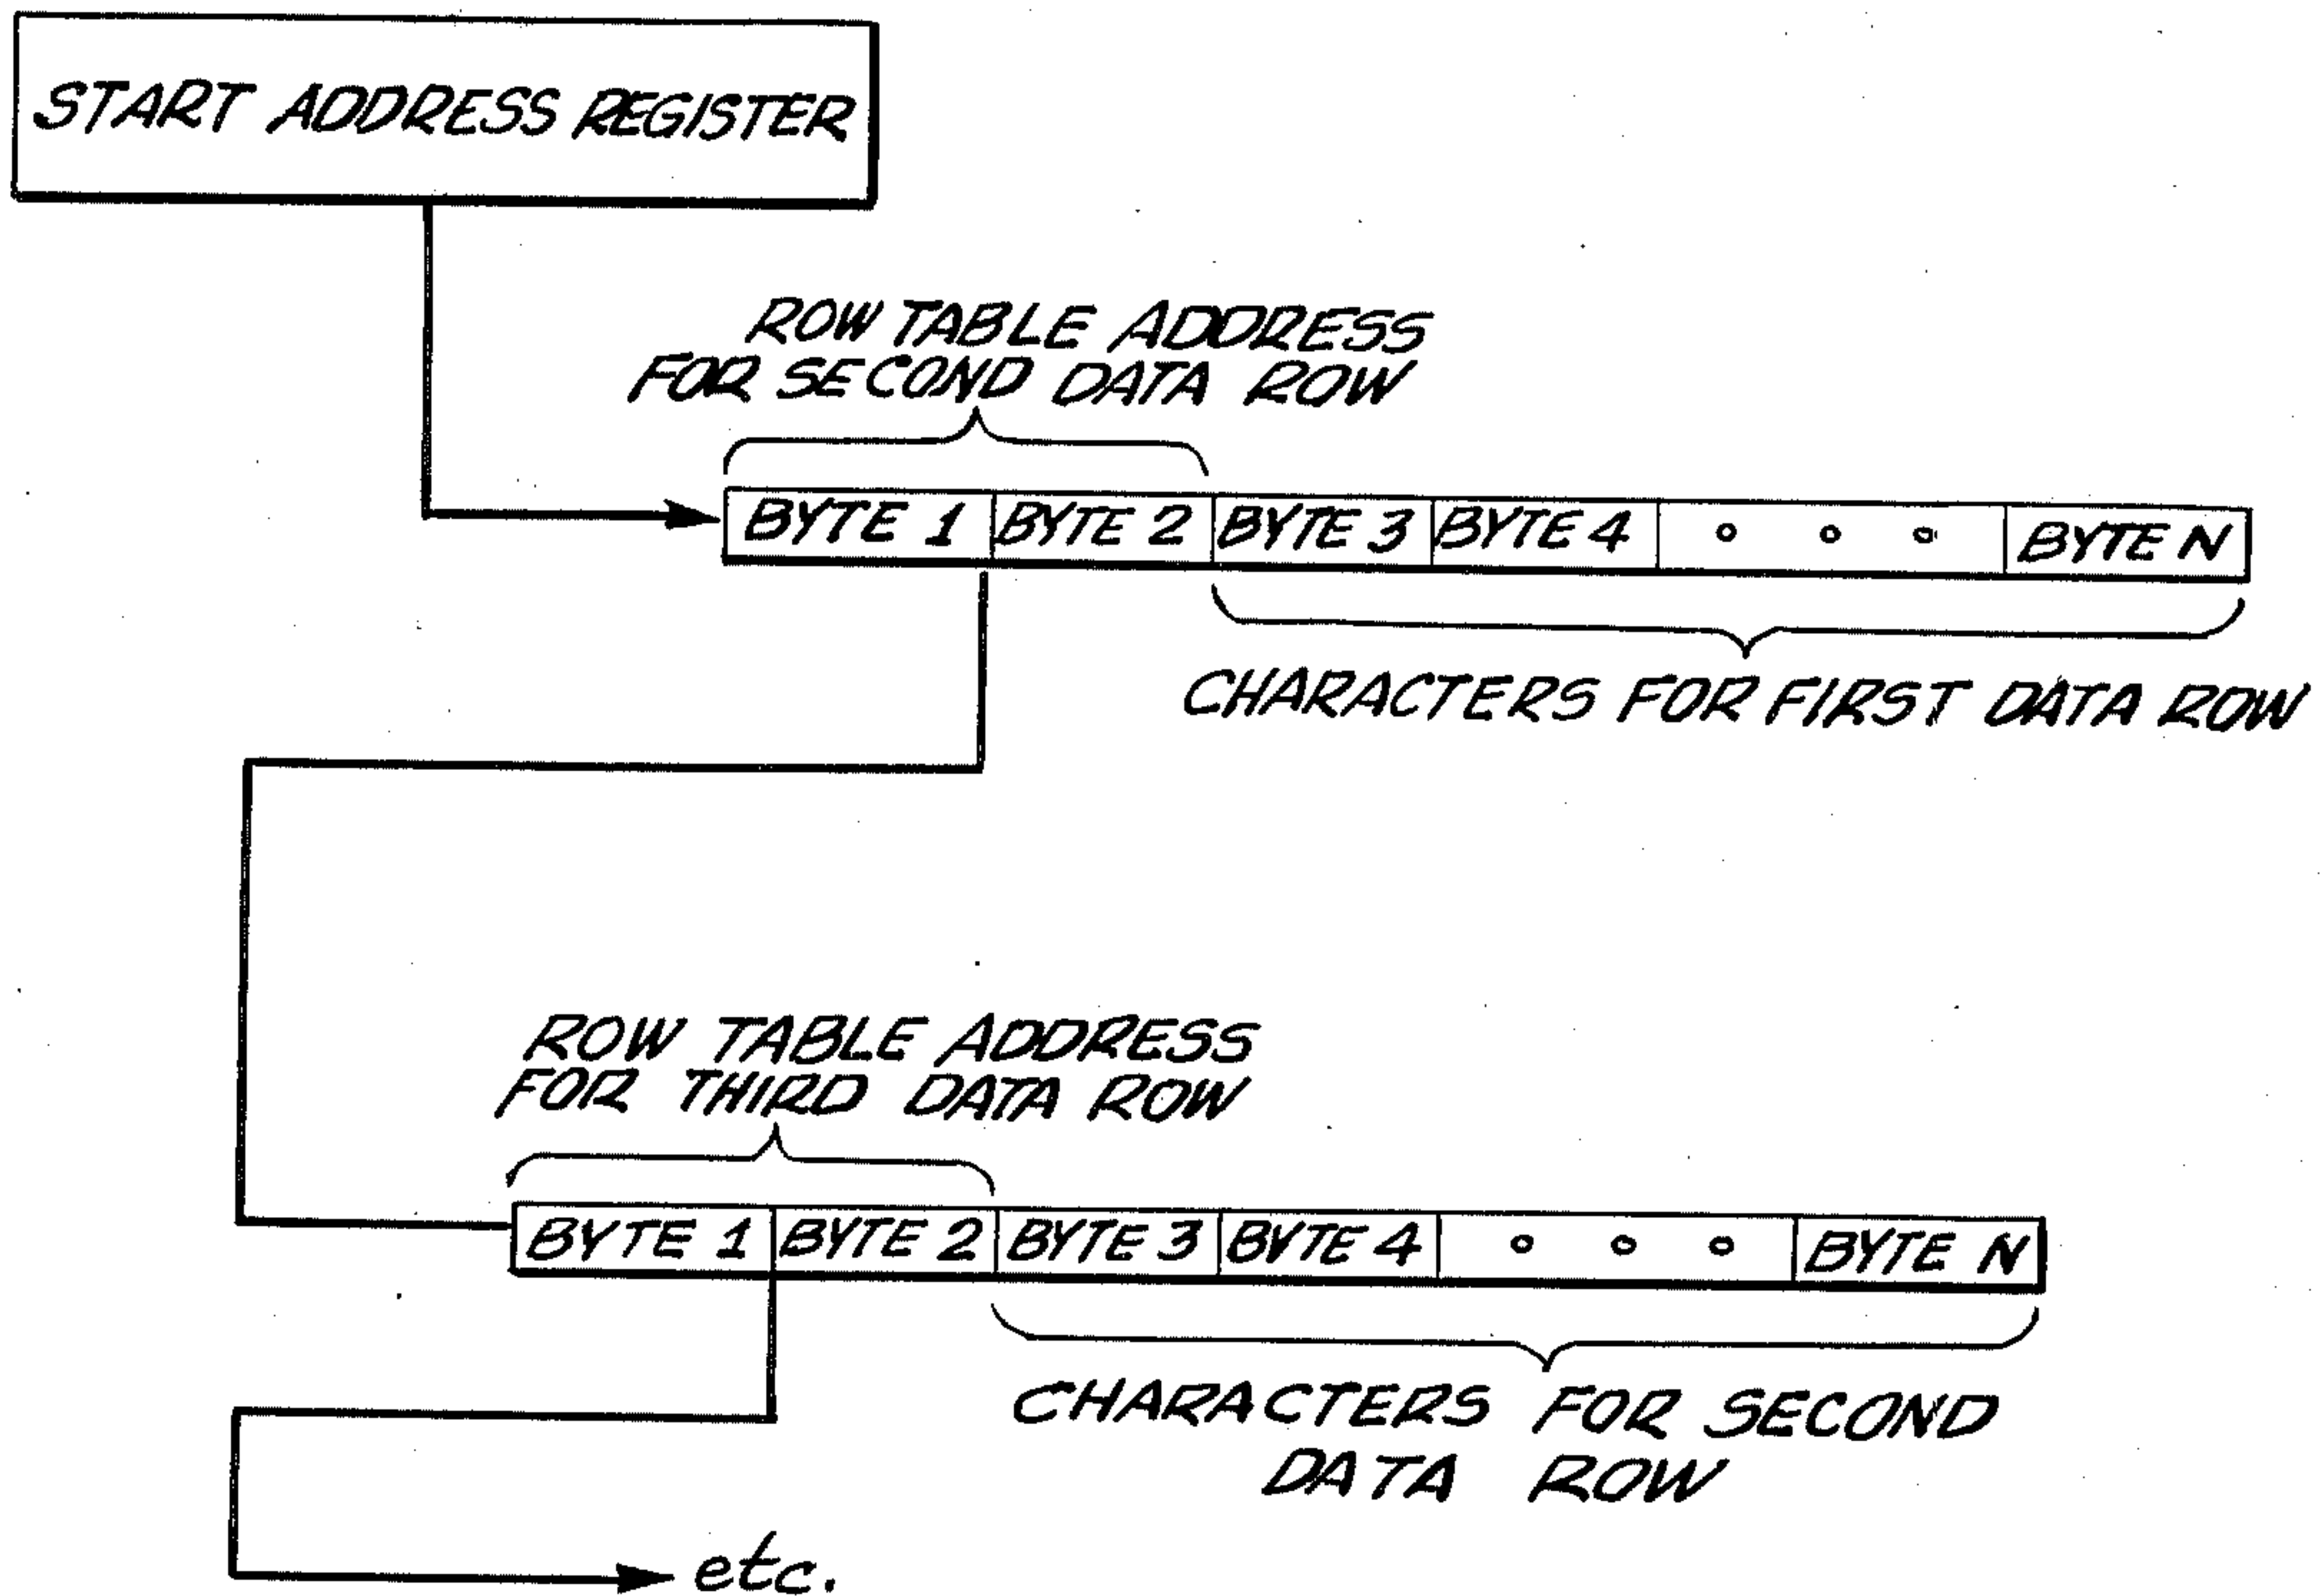 START ADDRESS REGISTER
ROW TABLE ADDRESS
FOR SECOND DATA ROW
BYTE 1 BYTE 2 BYTE 3 BYTE 4 BYTE N
CHARACTERS FOR FIRST DATA ROW
ROW TABLE ADDRESS
FOR THIRD DATA ROW
BYTE 1 BYTE 2 BYTE 3 BYTE 4 BYTE N
CHARACTERS FOR SECOND
DATA ROW
etc.